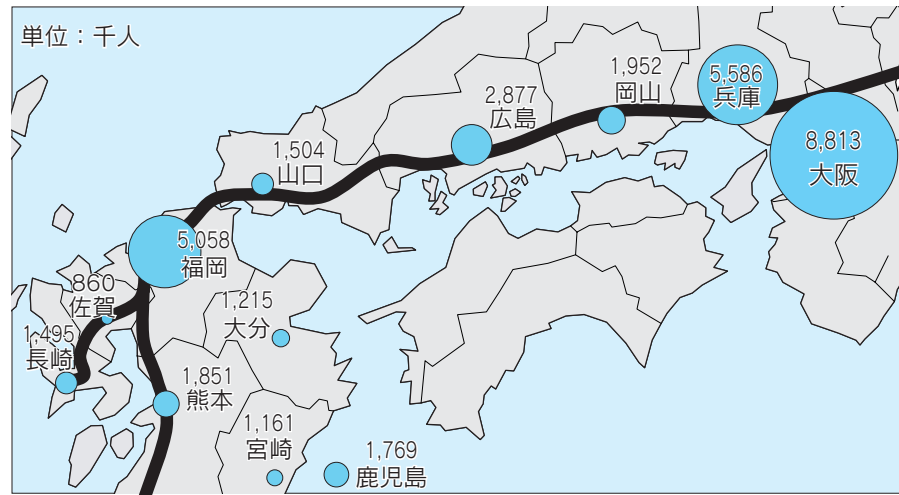 単位：千人
1,952
岡山
5,586
兵庫
2,877
広島
8,813
大阪
1,504
山口
5,058
福岡
860
佐賀
1,215
大分
1,495
長崎
1,851
熊本
1,161
宮崎
1,769
鹿児島